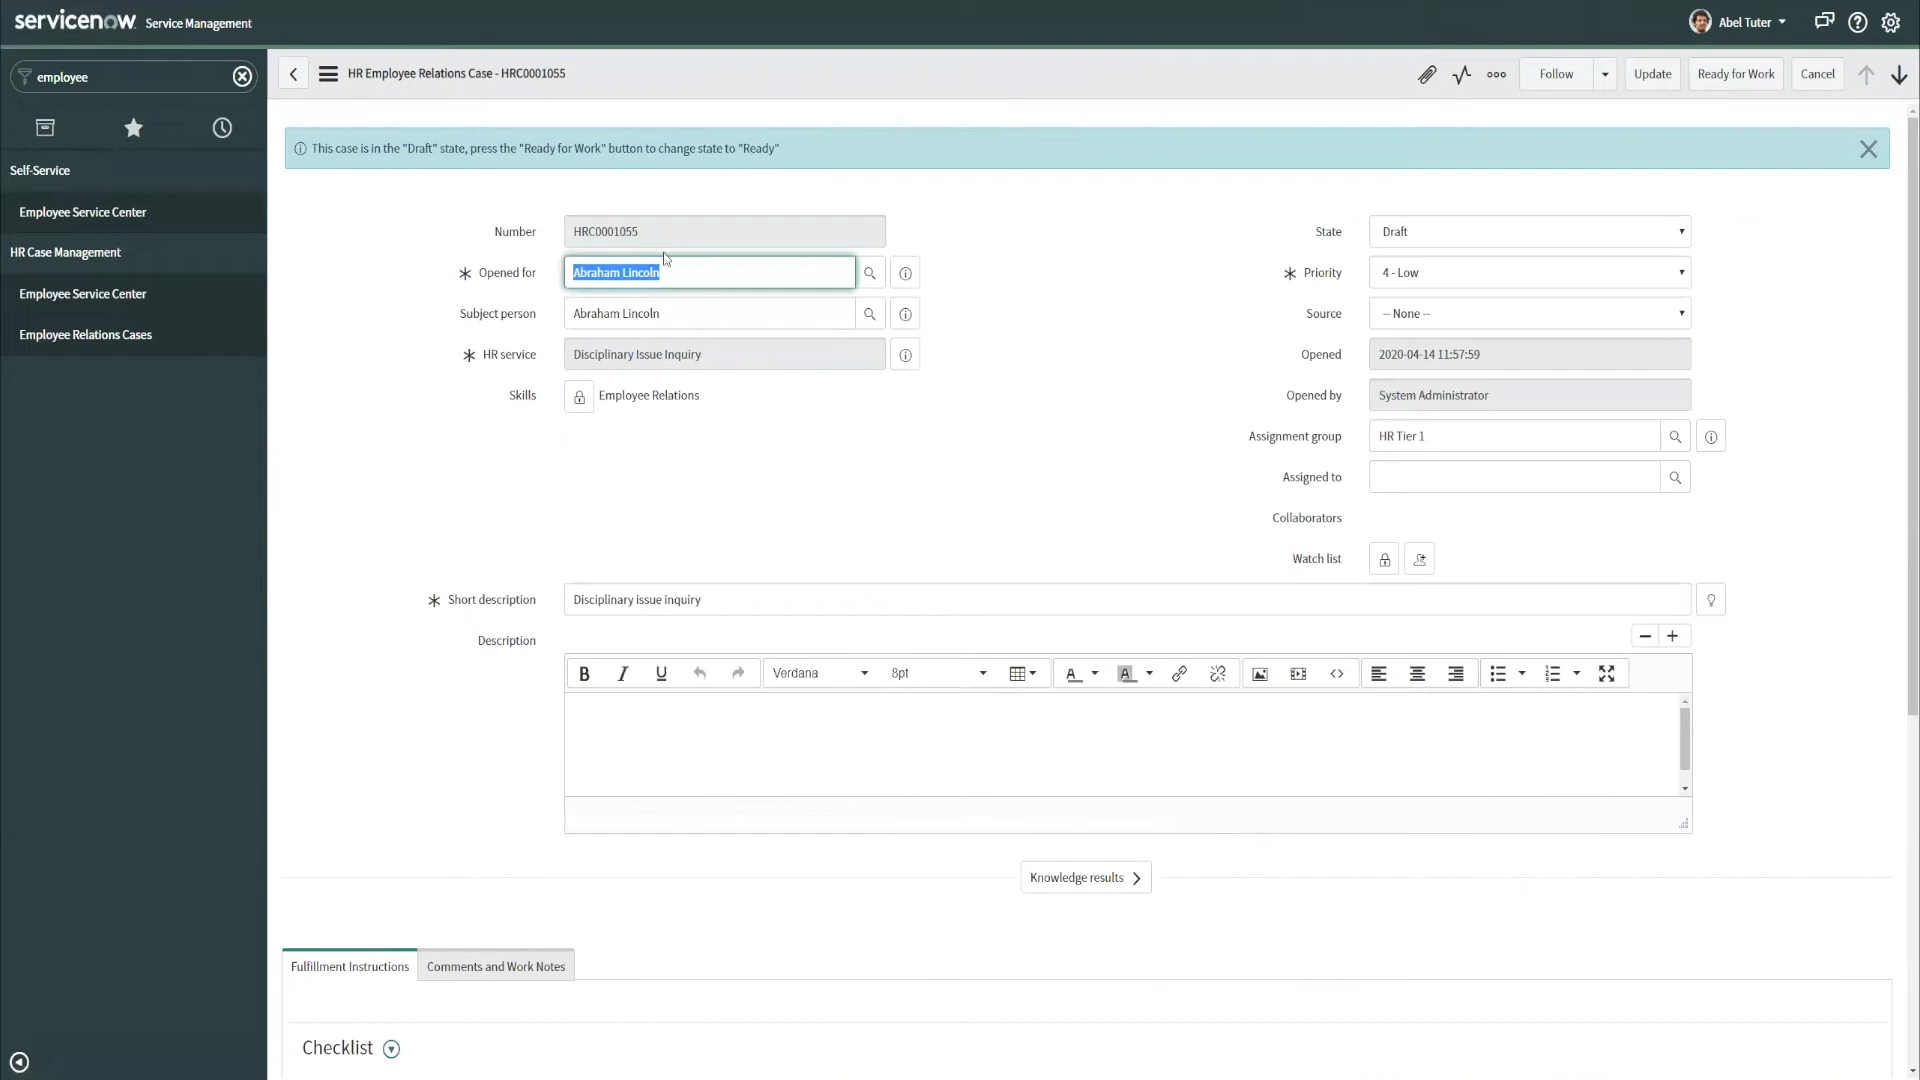 servicenow Service Management
Abel Tuter
employee
HR Employee Relations Case - HRC0001055
Follow
Update
Ready for Work
Cancel
Self-Service
Employee Service Center
HR Case Management
Employee Service Center
Employee Relations Cases
This case is in the "Draft" state, press the "Ready for Work" button to change state to "Ready"
Number HRC0001055
Opened for Abraham Lincoln
Subject person Abraham Lincoln
HR service Disciplinary Issue Inquiry
Skills Employee Relations
State Draft
Priority 4 - Low
Source -- None --
Opened 2020-04-14 11:57:59
Opened by System Administrator
Assignment group HR Tier 1
Assigned to
Collaborators
Watch list
Short description Disciplinary issue inquiry
Description
B I U Verdana 8pt A A
Knowledge results
Fulfillment Instructions Comments and Work Notes
Checklist